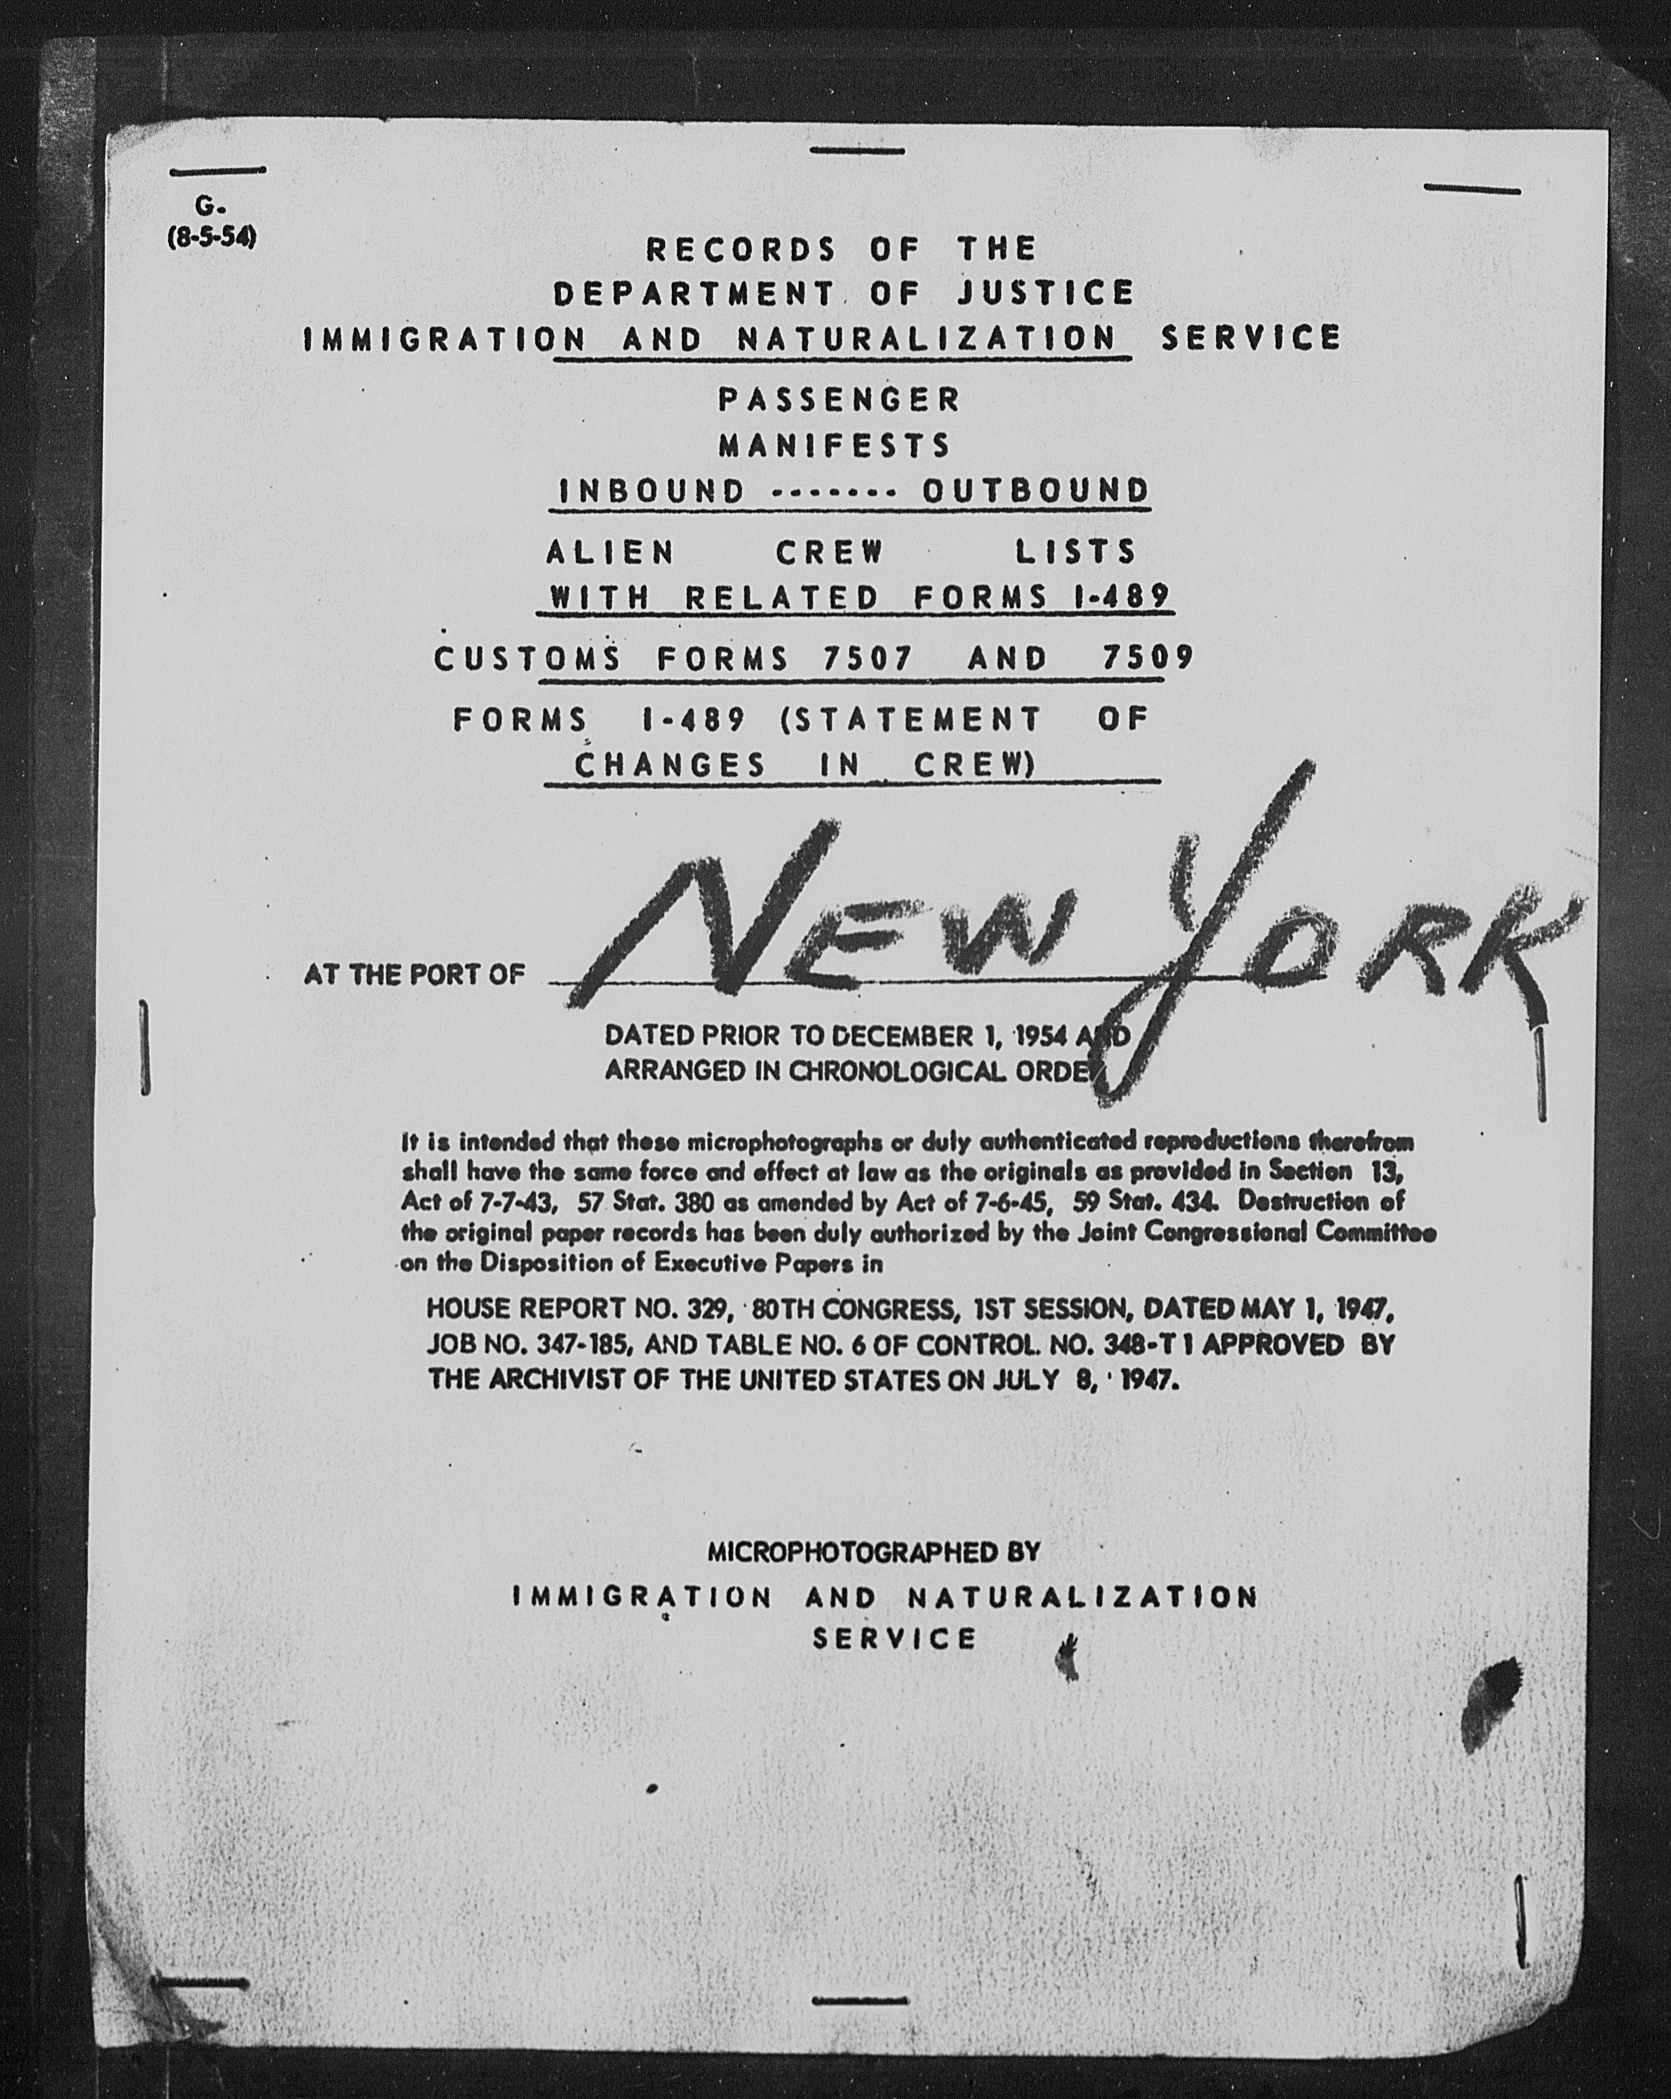 G.
(8-5-54)
RECORDS OF THE
DEPARTMENT OF JUSTICE
IMMIGRATION AND NATURALIZATION SERVICE
PASSENGER
MANIFESTS
INBOUND ------- OUTBOUND
ALIEN CREW LISTS
WITH RELATED FORMS I-489
CUSTOMS FORMS 7507 AND 7509
FORMS I-489 (STATEMENT OF
CHANGES IN CREW)
AT THE PORT OF NEW YORK
DATED PRIOR TO DECEMBER 1, 1954 AND
ARRANGED IN CHRONOLOGICAL ORDER
It is intended that these microphotographs or duly authenticated reproductions therefrom
shall have the same force and effect at law as the originals as provided in Section 13,
Act of 7-7-43, 57 Stat. 380 as amended by Act of 7-6-45, 59 Stat. 434. Destruction of
the original paper records has been duly authorized by the Joint Congressional Committee
on the Disposition of Executive Papers in
HOUSE REPORT NO. 329, 80TH CONGRESS, 1ST SESSION, DATED MAY 1, 1947,
JOB NO. 347-185, AND TABLE NO. 6 OF CONTROL NO. 348-T 1 APPROVED BY
THE ARCHIVIST OF THE UNITED STATES ON JULY 8, 1947.
MICROPHOTOGRAPHED BY
IMMIGRATION AND NATURALIZATION
SERVICE